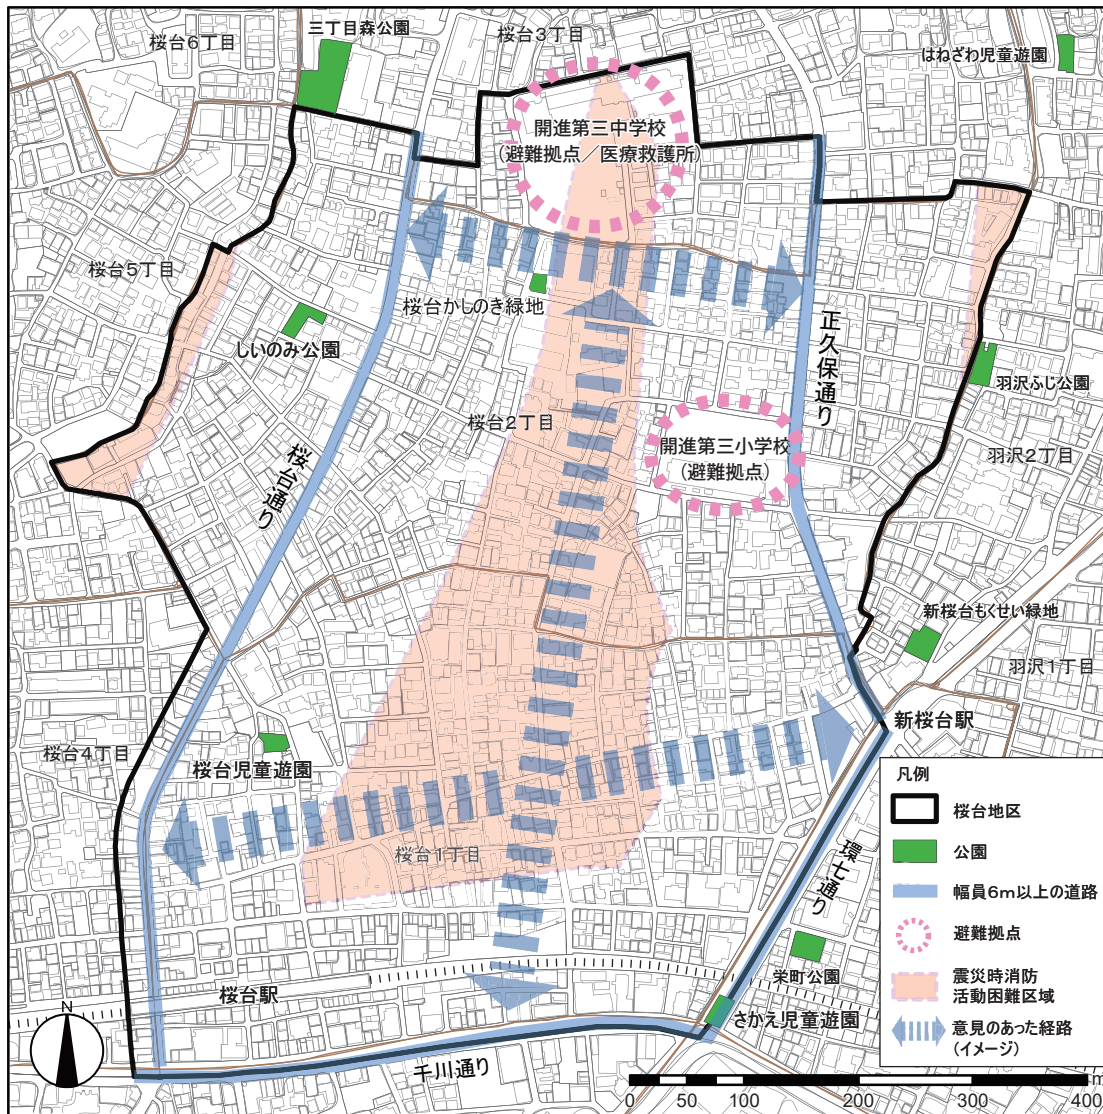 三丁目森公園
桜台6丁目
桜台3丁目
はねざわ児童遊園
開進第三中学校
(避難拠点／医療救護所)
桜台5丁目
桜台かしのき緑地
しいのみ公園
正久保通り
羽沢ふじ公園
桜台2丁目
開進第三小学校
(避難拠点)
羽沢2丁目
桜台通り
新桜台もくせい緑地
羽沢1丁目
新桜台駅
桜台4丁目
桜台児童遊園
桜台1丁目
環七通り
栄町公園
桜台駅
さかえ児童遊園
千川通り
N
凡例
桜台地区
公園
幅員6m以上の道路
避難拠点
震災時消防
活動困難区域
意見のあった経路
(イメージ)
m
0 50 100 200 300 400